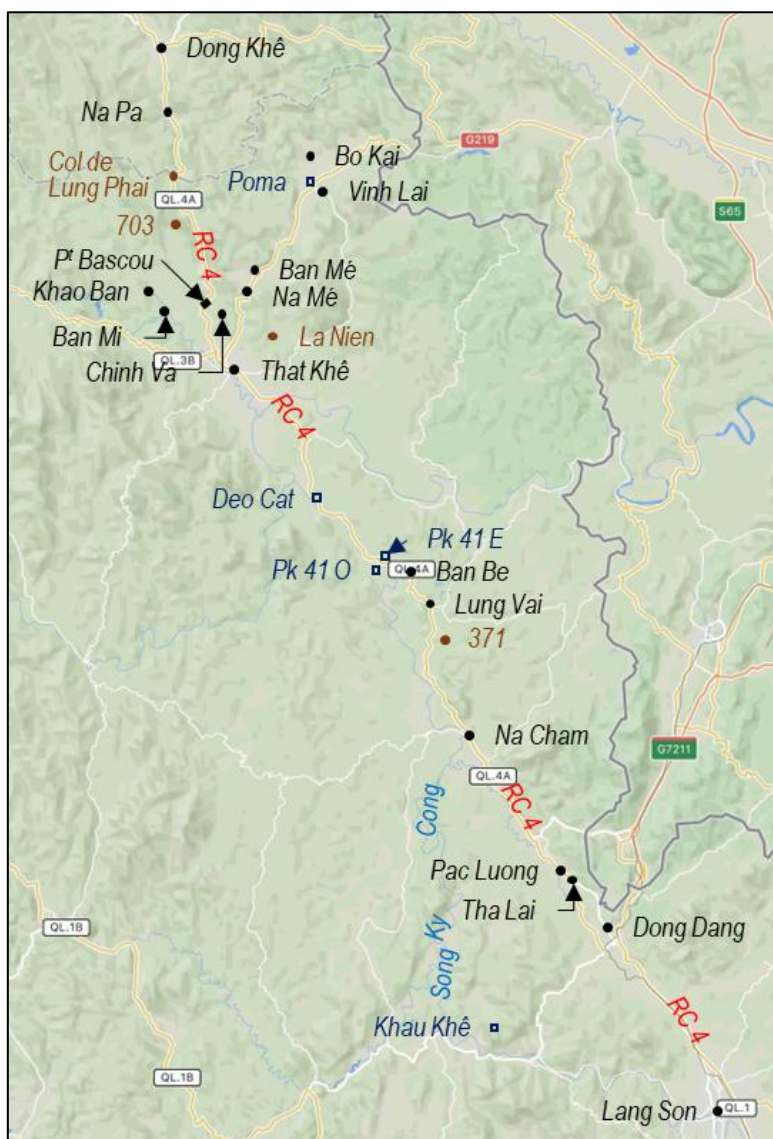 Dong Khê
Na Pa
G219
Bo Kai
Col de
Lung Phai
Poma
Vinh Lai
QL.4A
S65
703
RC 4
Pt Bascou
Ban Mé
Khao Ban
Na Mé
Ban Mi
La Nien
QL.3B
Chinh Va
That Khê
RC 4
Deo Cat
Pk 41 E
Pk 41 O
QL.4A
Ban Be
Lung Vai
371
Na Cham
G7211
QL.4A
RC 4
Cong
Pac Luong
Tha Lai
QL.1B
Dong Dang
Song Ky
RC 4
Khau Khê
QL.1B
Lang Son
QL.1